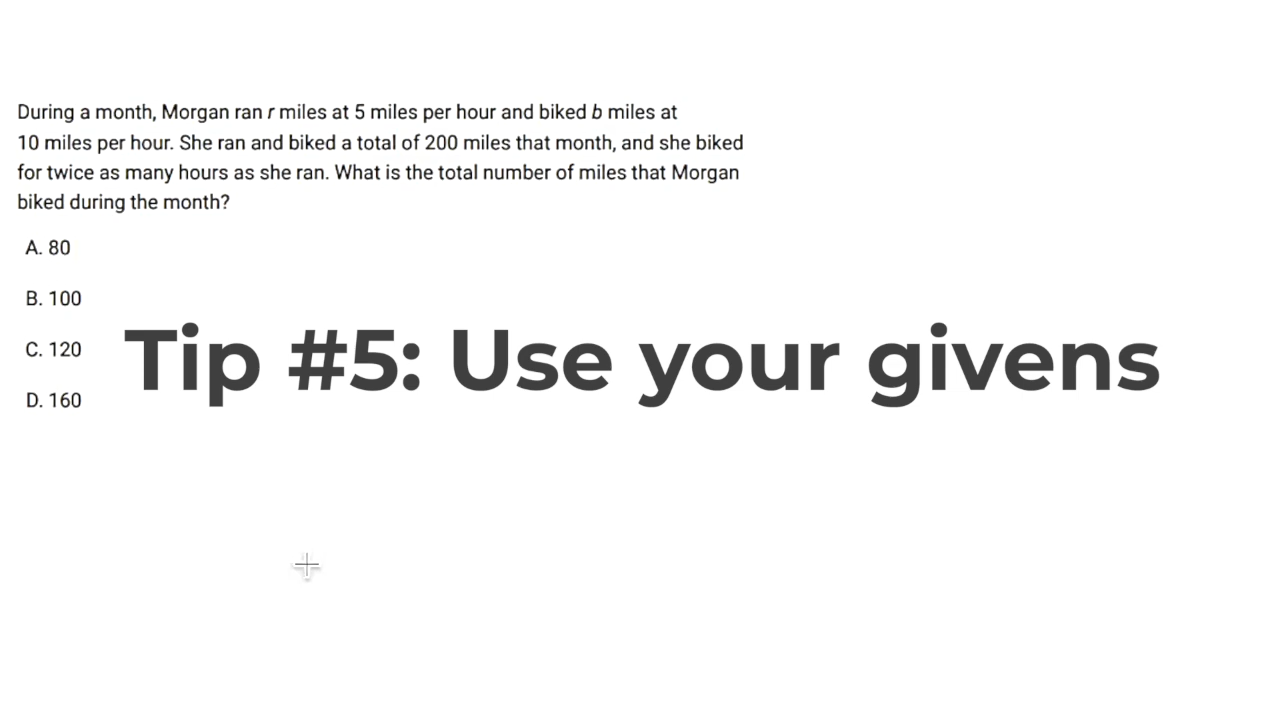 During a month, Morgan ran r miles at 5 miles per hour and biked b miles at
10 miles per hour. She ran and biked a total of 200 miles that month, and she biked
for twice as many hours as she ran. What is the total number of miles that Morgan
biked during the month?
A. 80
B. 100
C. 120
Tip #5: Use your givens
D. 160